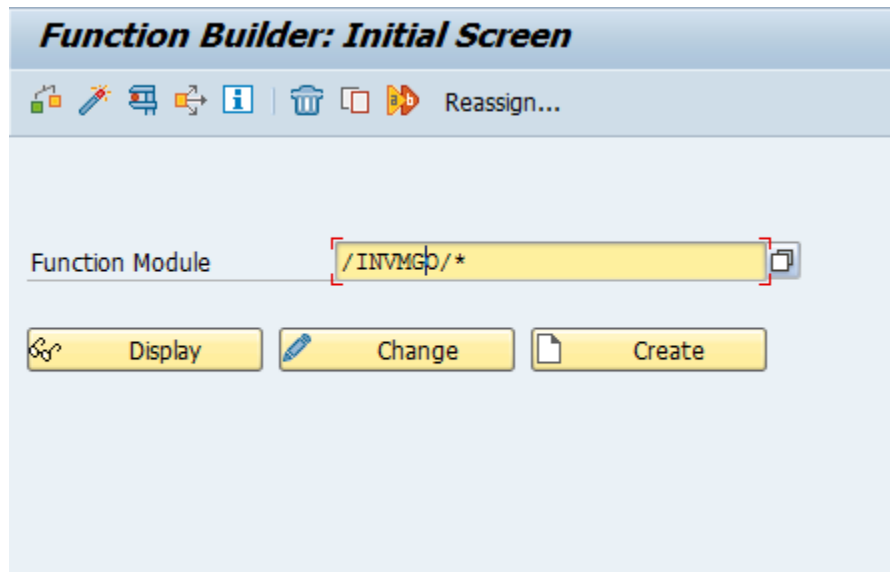 Function Builder: Initial Screen
Reassign...
Function Module /INVMGO/*
Display Change Create